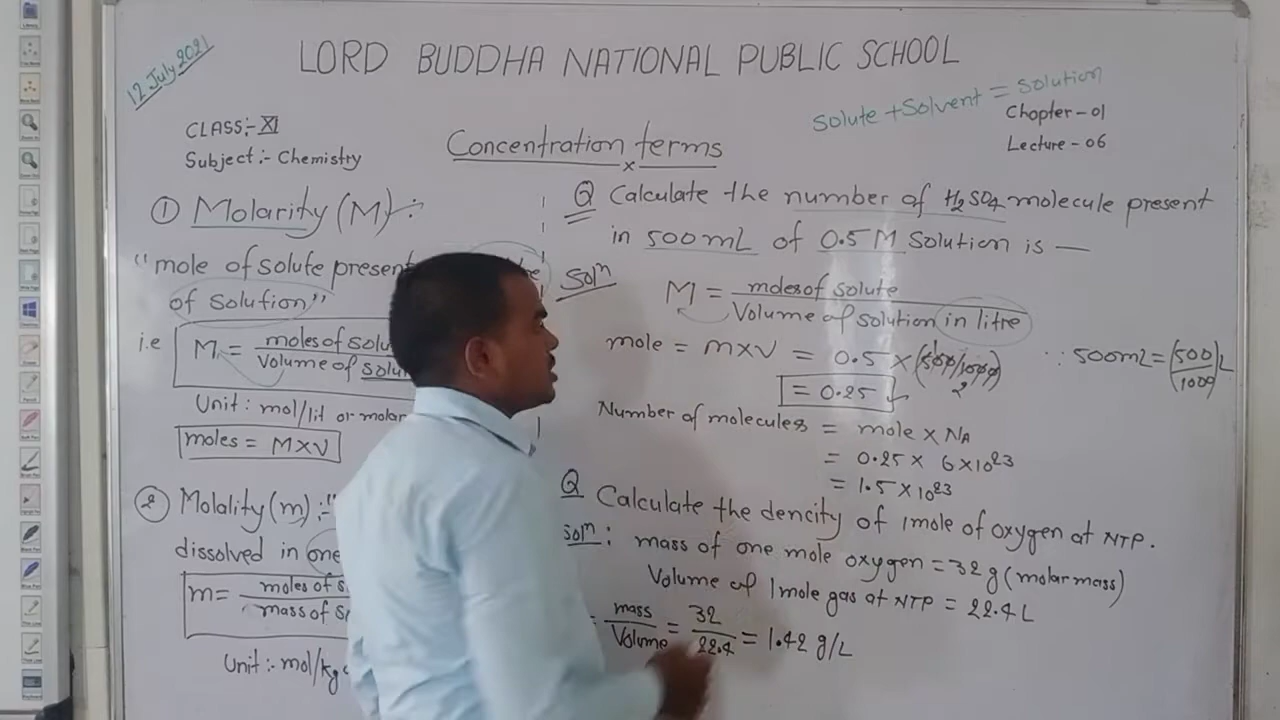 12 July 2021
LORD BUDDHA NATIONAL PUBLIC SCHOOL
Solute + Solvent = Solution
Chopter - 01
Lecture - 06
CLASS:- XI
Subject:- Chemistry
Concentration terms
x
① Molarity (M) :-
"mole of solute present
of solution"
i.e M = moles of solu
Volume of solu
Unit: mol/lit or molar
moles = M×V
② Molality (m) :- "
dissolved in one
m = moles of s
mass of s
Unit :- mol/kg
Q Calculate the number of H2SO4 molecule present
in 500mL of 0.5 M Solution is —
Solⁿ
M = moles of solute
Volume of solution in litre
mole = M×V = 0.5 × (500/1000) ∵ 500mL = (500/1000)L
= 0.25
Number of molecules = mole × NA
= 0.25 × 6×10²³
= 1.5 × 10²³
Q Calculate the dencity of 1mole of oxygen at NTP.
Solⁿ: mass of one mole oxygen = 32 g (molar mass)
Volume of 1mole gas at NTP = 22.4 L
= mass/Volume = 32/22.4 = 1.42 g/L